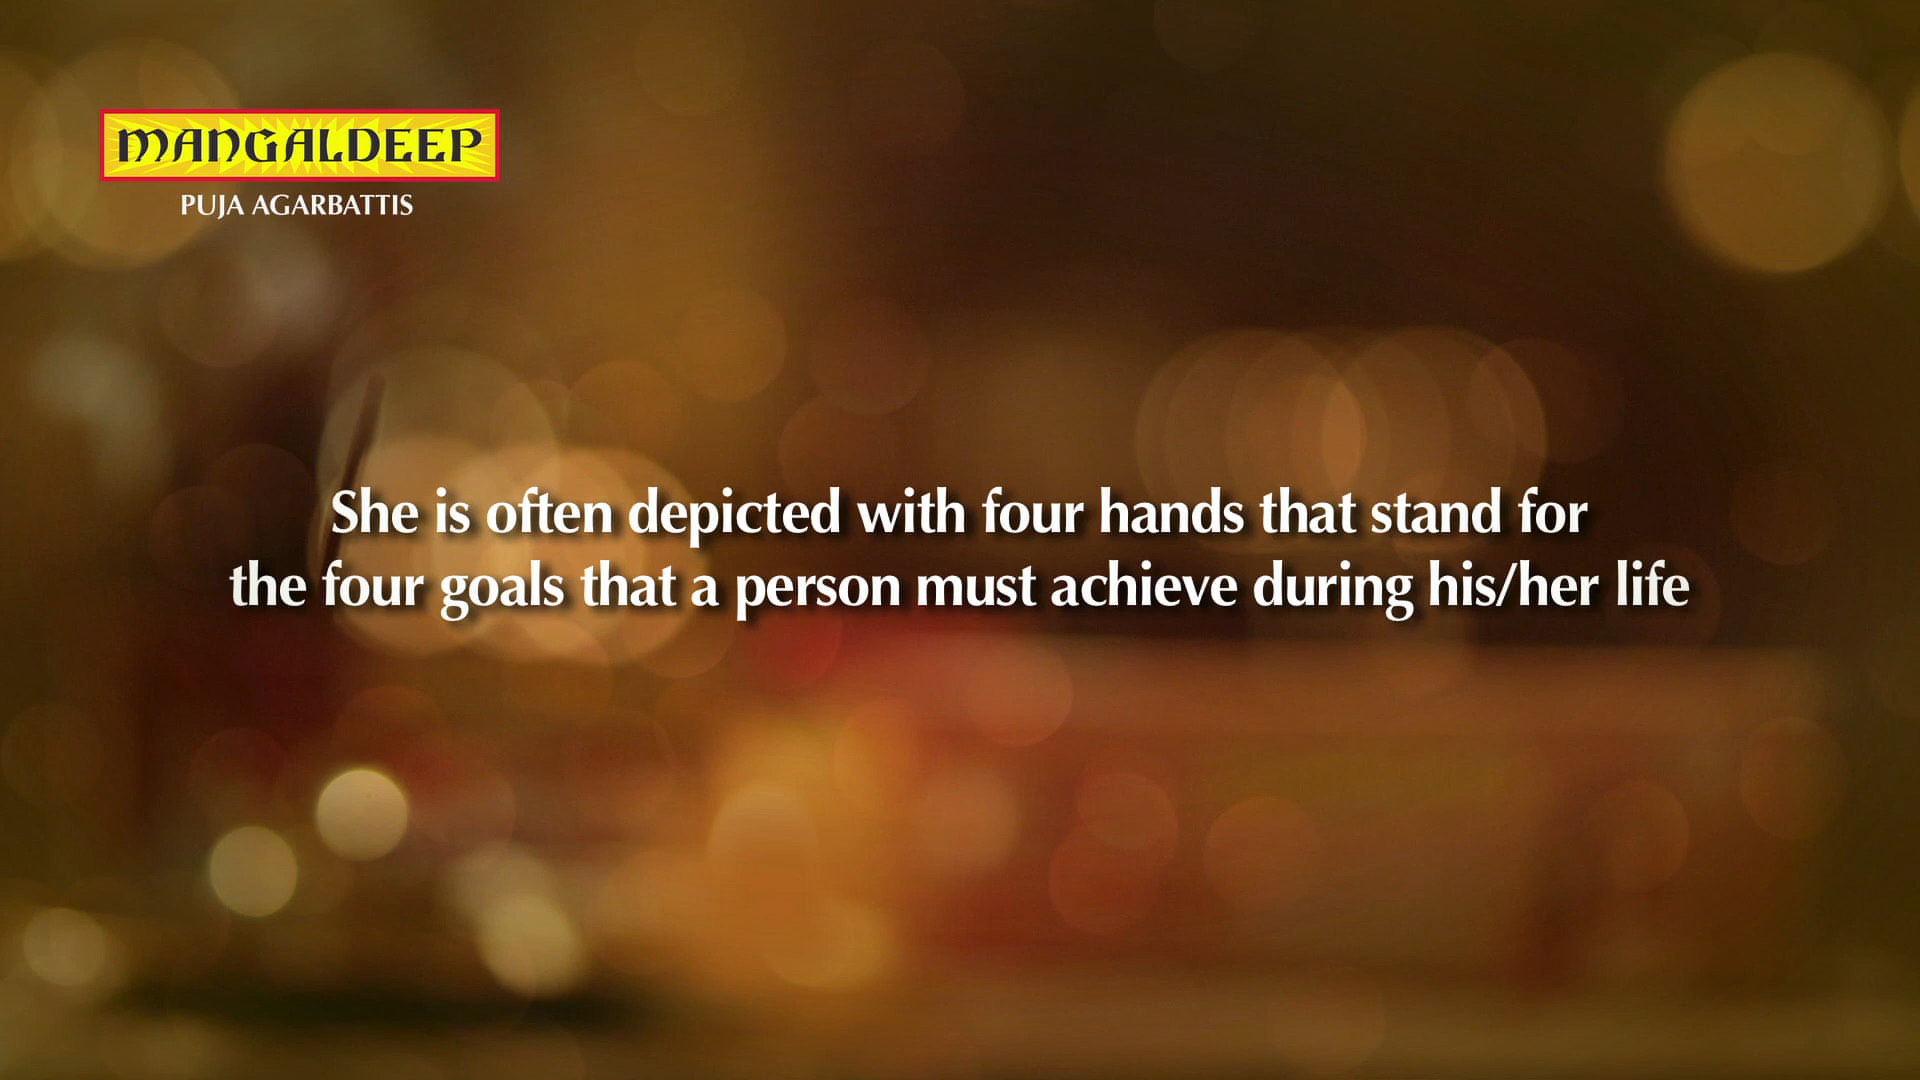 MANGALDEEP
PUJA AGARBATTIS
She is often depicted with four hands that stand for
the four goals that a person must achieve during his/her life